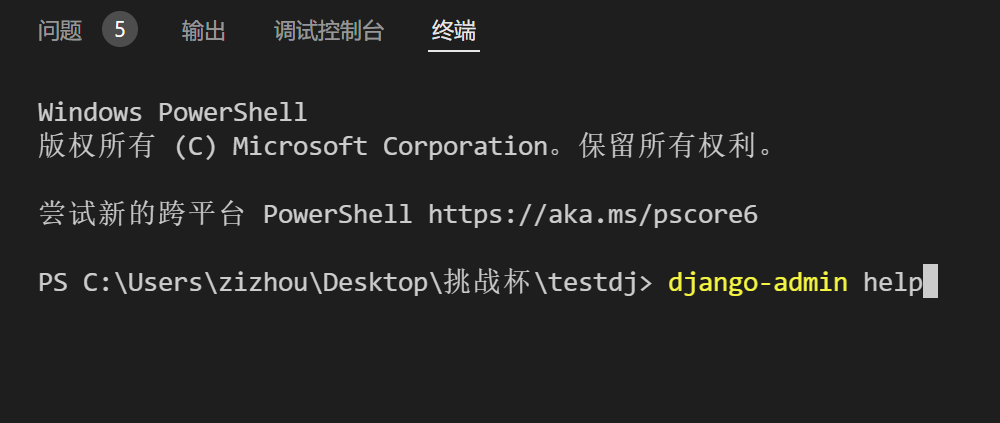 问题 5 输出 调试控制台 终端
Windows PowerShell
版权所有 (C) Microsoft Corporation。保留所有权利。
尝试新的跨平台 PowerShell https://aka.ms/pscore6
PS C:\Users\zizhou\Desktop\挑战杯\testdj> django-admin help